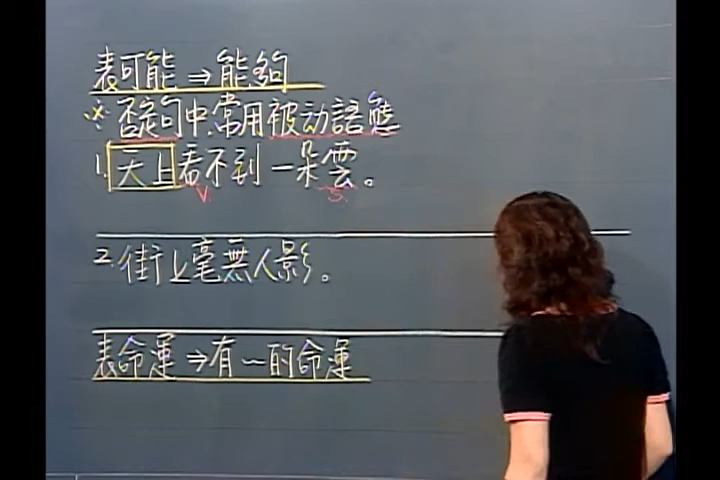 表可能 ⇒ 能夠
※ 否定句中常用被动語態
1. 天上看不到一朵雲。
V. S.
2. 街上毫無人影。
表命運 ⇒ 有～的命運